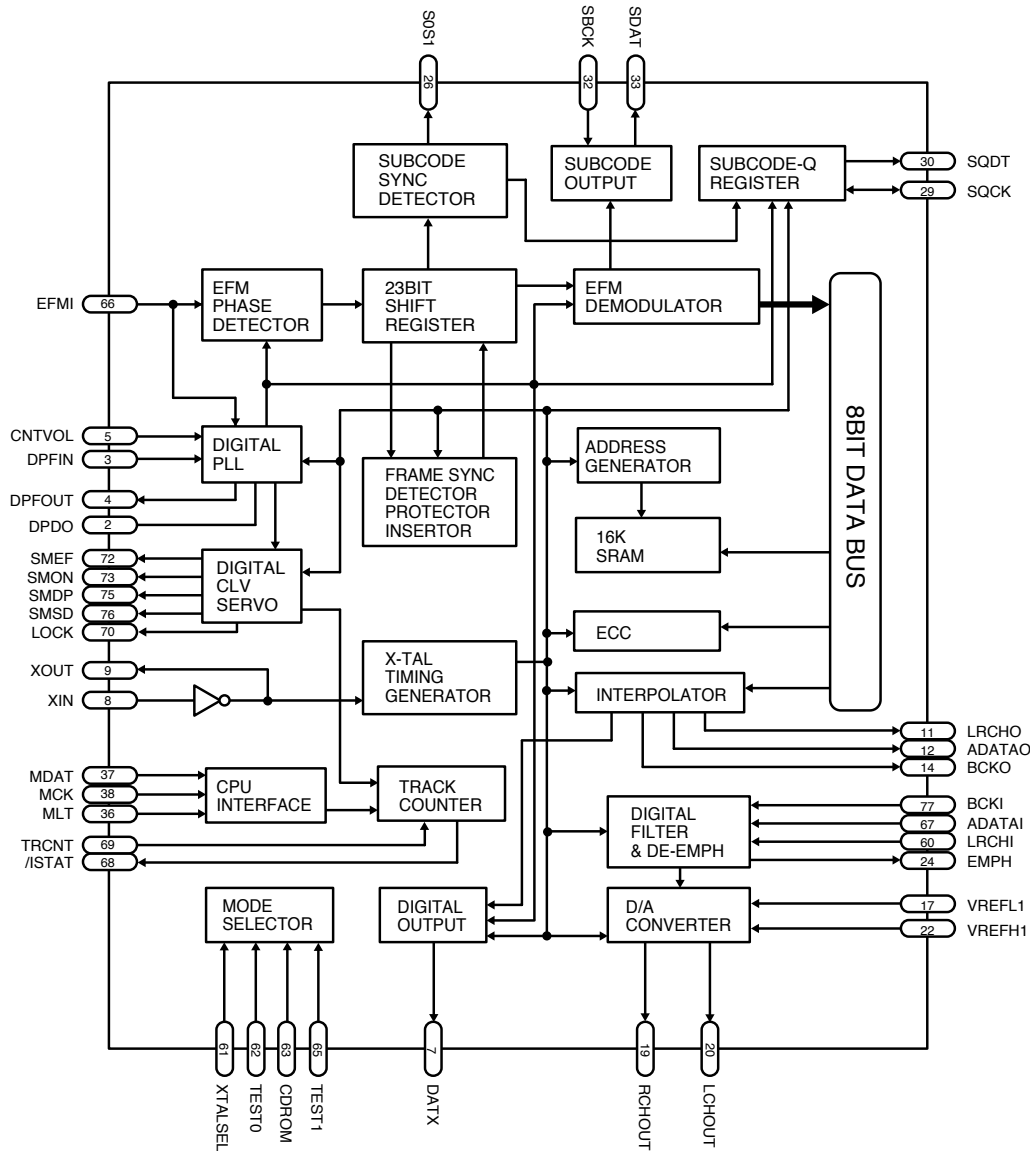 S0S1
SBCK
SDAT
26
32
33
SUBCODE
SYNC
DETECTOR
SUBCODE
OUTPUT
SUBCODE-Q
REGISTER
30 SQDT
29 SQCK
EFMI 66
EFM
PHASE
DETECTOR
23BIT
SHIFT
REGISTER
EFM
DEMODULATOR
8BIT DATA BUS
CNTVOL 5
DPFIN 3
DPFOUT 4
DPDO 2
DIGITAL
PLL
FRAME SYNC
DETECTOR
PROTECTOR
INSERTOR
ADDRESS
GENERATOR
16K
SRAM
SMEF 72
SMON 73
SMDP 75
SMSD 76
LOCK 70
DIGITAL
CLV
SERVO
ECC
XOUT 9
XIN 8
X-TAL
TIMING
GENERATOR
INTERPOLATOR
11 LRCHO
12 ADATAO
14 BCKO
MDAT 37
MCK 38
MLT 36
TRCNT 69
/ISTAT 68
CPU
INTERFACE
TRACK
COUNTER
DIGITAL
FILTER
& DE-EMPH
77 BCKI
67 ADATAI
60 LRCHI
24 EMPH
MODE
SELECTOR
DIGITAL
OUTPUT
D/A
CONVERTER
17 VREFL1
22 VREFH1
61
62
63
65
7
19
20
XTALSEL
TEST0
CDROM
TEST1
DATX
RCHOUT
LCHOUT